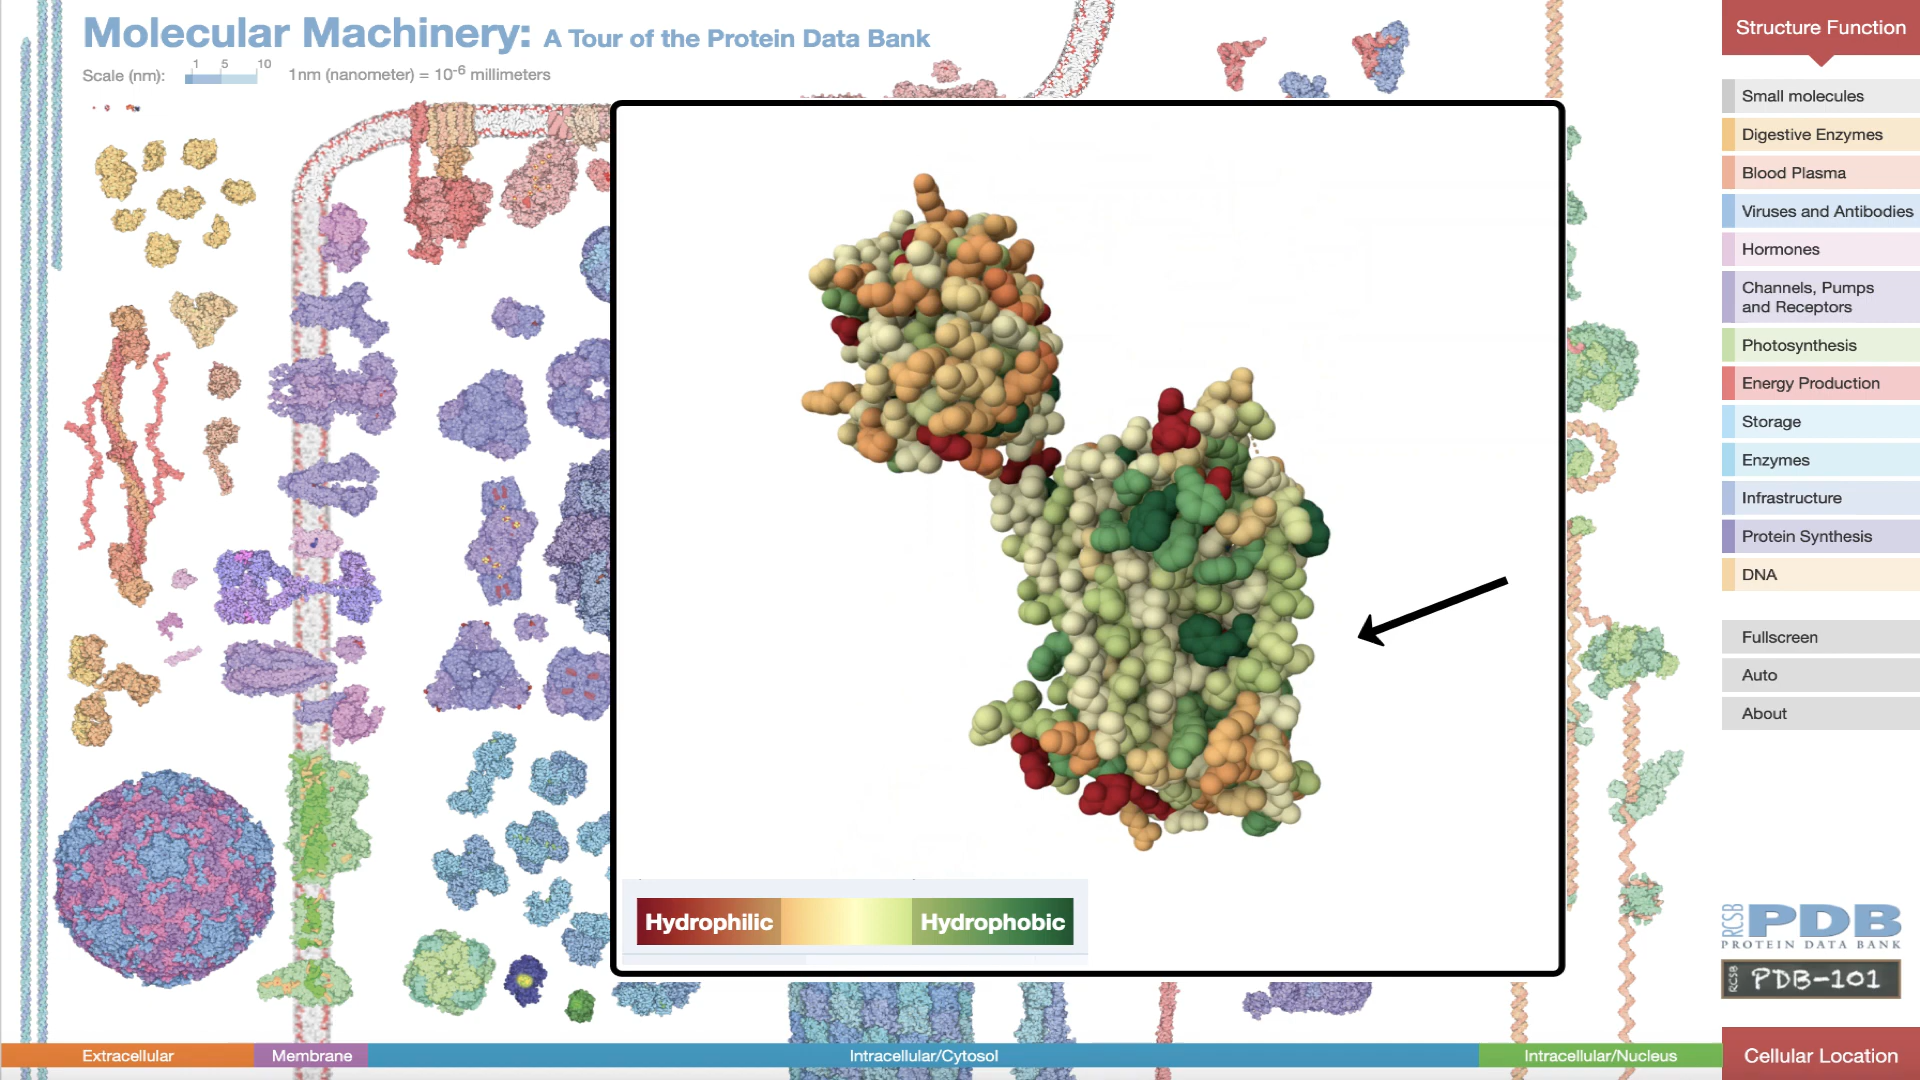 Molecular Machinery: A Tour of the Protein Data Bank
Scale (nm): 1 5 10 1nm (nanometer) = 10⁻⁶ millimeters
Structure Function
Small molecules
Digestive Enzymes
Blood Plasma
Viruses and Antibodies
Hormones
Channels, Pumps
and Receptors
Photosynthesis
Energy Production
Storage
Enzymes
Infrastructure
Protein Synthesis
DNA
Fullscreen
Auto
About
Hydrophilic Hydrophobic
RCSB PDB
PROTEIN DATA BANK
RCSB PDB-101
Extracellular Membrane Intracellular/Cytosol Intracellular/Nucleus Cellular Location